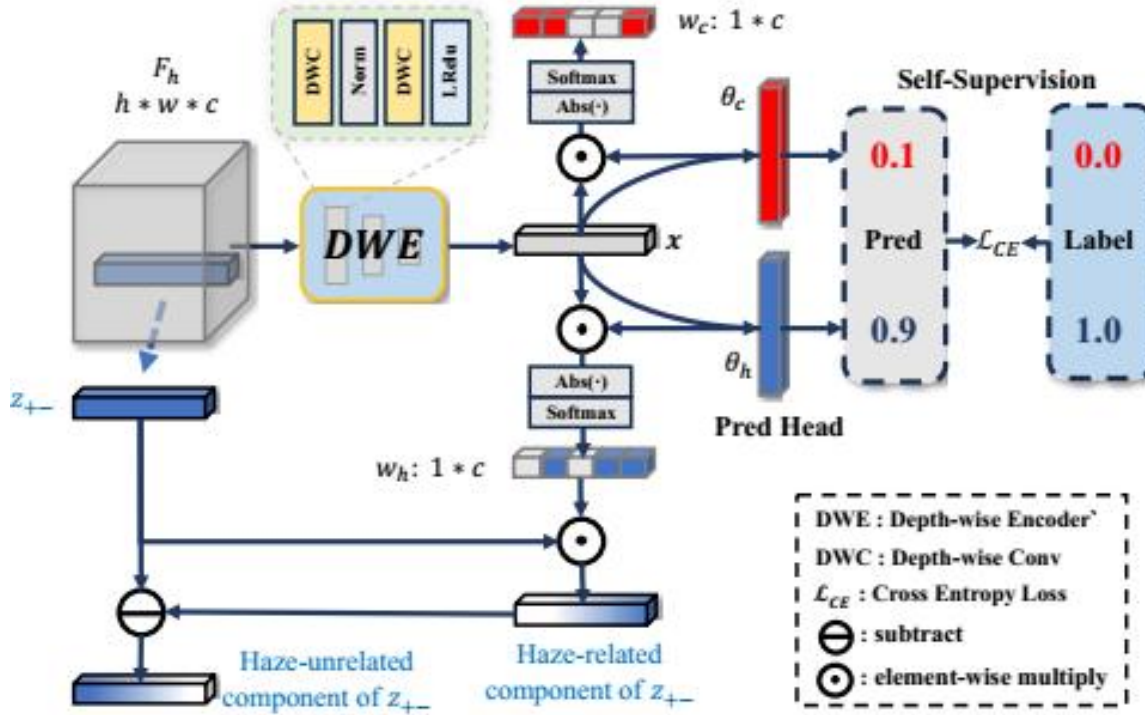 w_c: 1 * c
DWC
Norm
DWC
LRelu
F_h
h * w * c
Softmax
Abs(·)
θ_c
Self-Supervision
0.1
0.0
DWE
x
Pred
ℒ_CE
Label
0.9
1.0
θ_h
Abs(·)
Softmax
z_+−
Pred Head
w_h: 1 * c
DWE : Depth-wise Encoder`
DWC : Depth-wise Conv
ℒ_CE : Cross Entropy Loss
: subtract
: element-wise multiply
Haze-unrelated
component of z_+−
Haze-related
component of z_+−